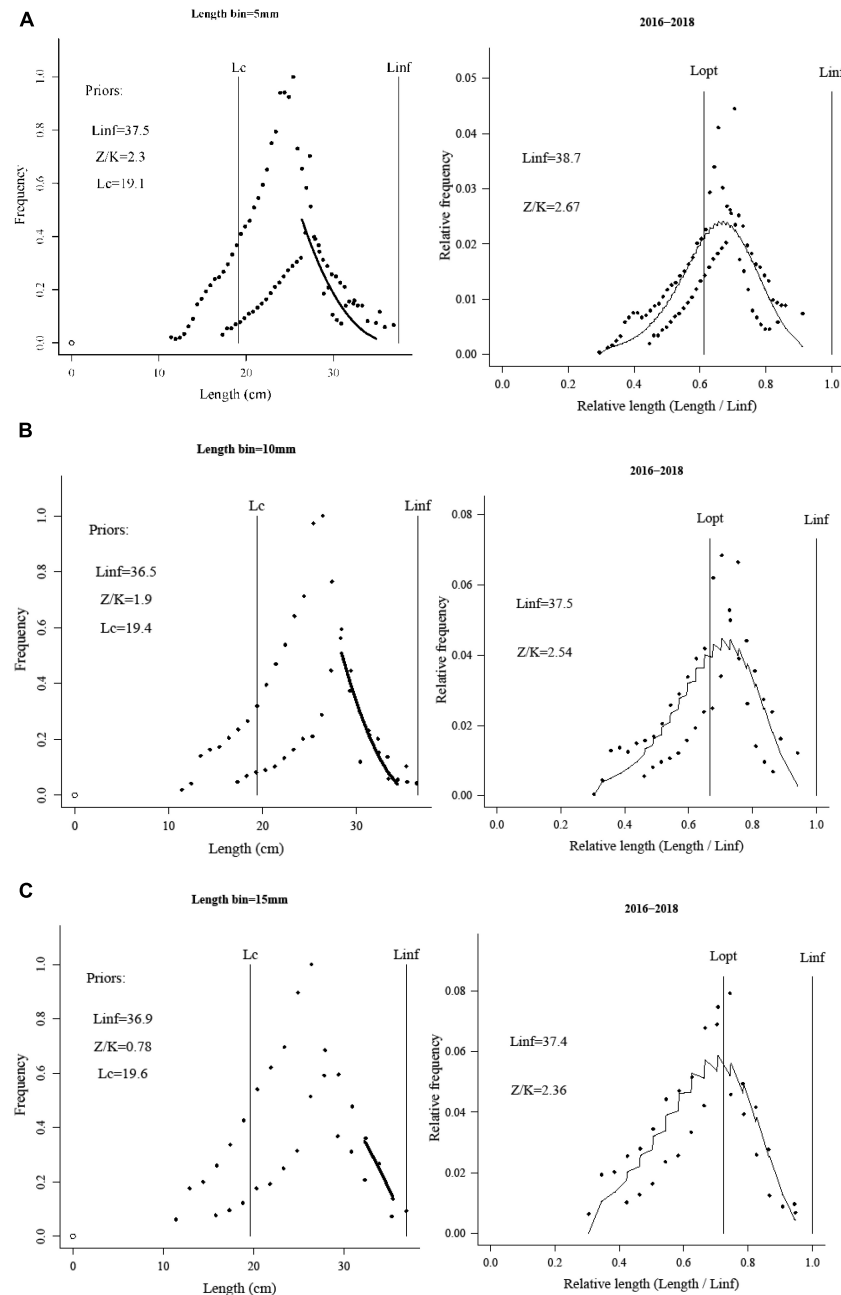 A
Length bin=5mm
Lc
Linf
Priors:
Linf=37.5
Z/K=2.3
Lc=19.1
Frequency
0.0
0.2
0.4
0.6
0.8
1.0
0
10
20
30
Length (cm)
2016–2018
Lopt
Linf
Linf=38.7
Z/K=2.67
Relative frequency
0.05
0.04
0.03
0.02
0.01
0.00
0.0
0.2
0.4
0.6
0.8
1.0
Relative length (Length / Linf)
B
Length bin=10mm
Lc
Linf
Priors:
Linf=36.5
Z/K=1.9
Lc=19.4
Frequency
0.0
0.2
0.4
0.6
0.8
1.0
0
10
20
30
Length (cm)
2016–2018
Lopt
Linf
Linf=37.5
Z/K=2.54
Relative frequency
0.08
0.06
0.04
0.02
0.00
0.0
0.2
0.4
0.6
0.8
1.0
Relative length (Length / Linf)
C
Length bin=15mm
Lc
Linf
Priors:
Linf=36.9
Z/K=0.78
Lc=19.6
Frequency
0.0
0.2
0.4
0.6
0.8
1.0
0
10
20
30
Length (cm)
2016–2018
Lopt
Linf
Linf=37.4
Z/K=2.36
Relative frequency
0.08
0.06
0.04
0.02
0.00
0.0
0.2
0.4
0.6
0.8
1.0
Relative length (Length / Linf)